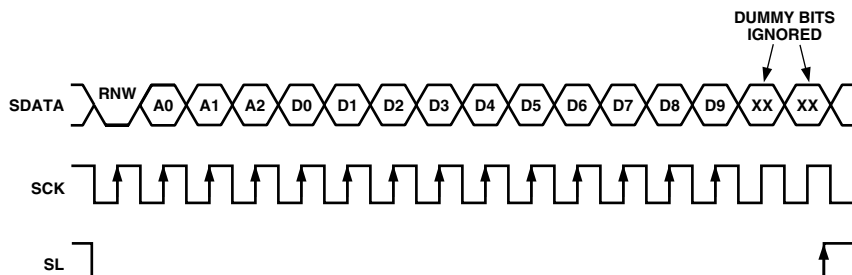 DUMMY BITS
IGNORED
SDATA RNW A0 A1 A2 D0 D1 D2 D3 D4 D5 D6 D7 D8 D9 XX XX
SCK
SL